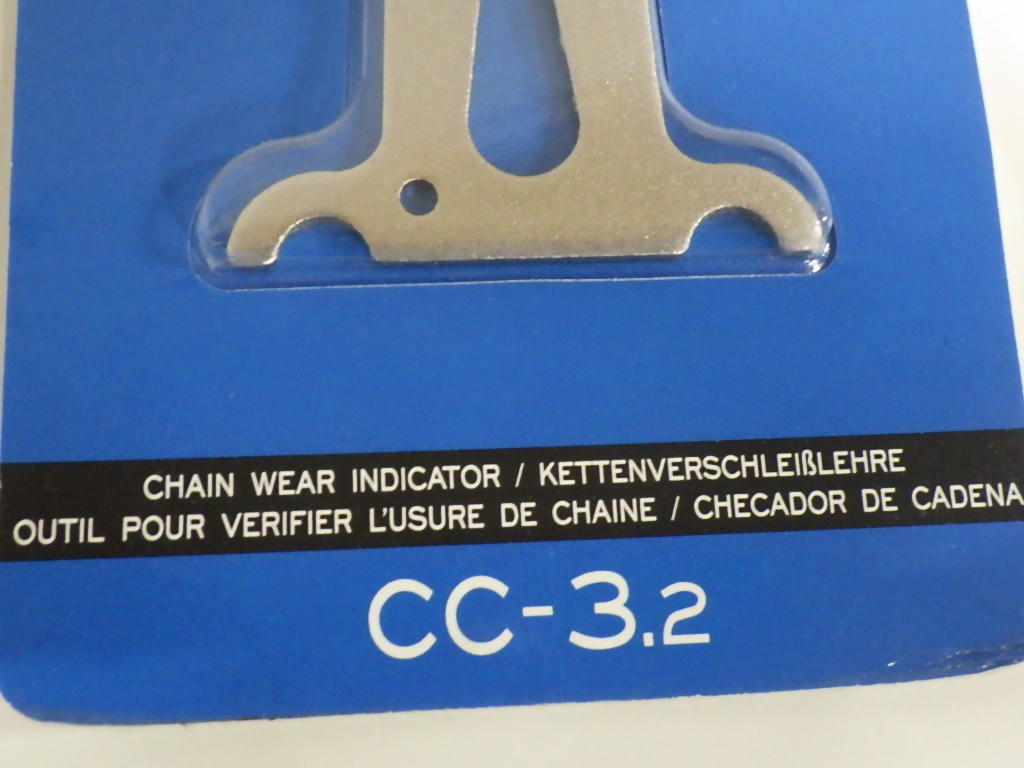 CHAIN WEAR INDICATOR / KETTENVERSCHLEIßLEHRE
OUTIL POUR VERIFIER L'USURE DE CHAINE / CHECADOR DE CADENA
CC-3.2